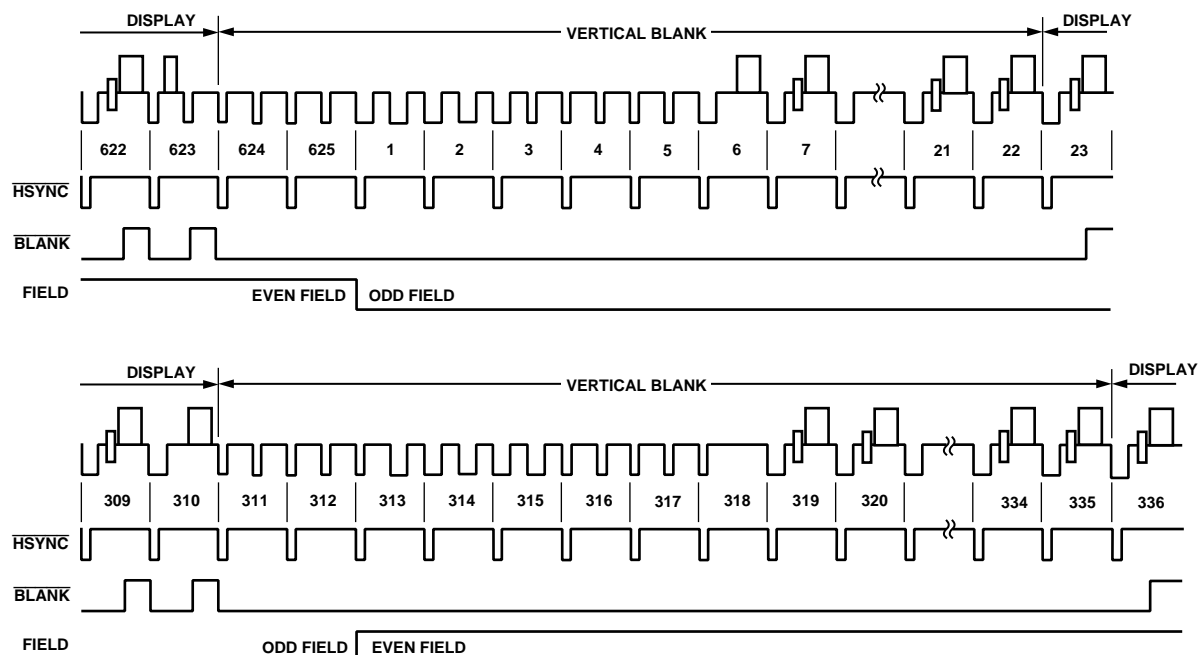 DISPLAY VERTICAL BLANK DISPLAY
622 623 624 625 1 2 3 4 5 6 7 21 22 23
HSYNC
BLANK
FIELD EVEN FIELD ODD FIELD
DISPLAY VERTICAL BLANK DISPLAY
309 310 311 312 313 314 315 316 317 318 319 320 334 335 336
HSYNC
BLANK
FIELD ODD FIELD EVEN FIELD